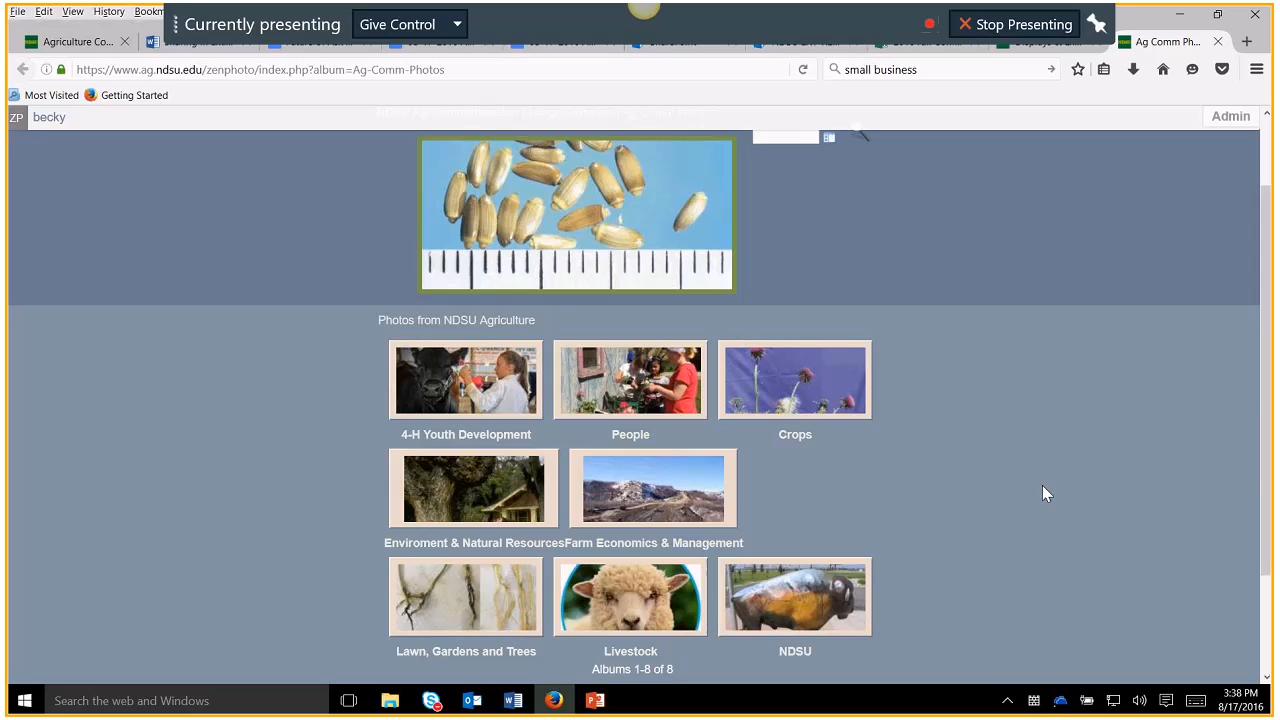 File Edit View History Bookm
Currently presenting Give Control Stop Presenting
Agriculture Co... Ag Comm Ph...
https://www.ag.ndsu.edu/zenphoto/index.php?album=Ag-Comm-Photos small business
Most Visited Getting Started
ZP becky Admin
Photos from NDSU Agriculture
4-H Youth Development People Crops
Enviroment & Natural Resources Farm Economics & Management
Lawn, Gardens and Trees Livestock NDSU
Albums 1-8 of 8
Search the web and Windows
3:38 PM
8/17/2016